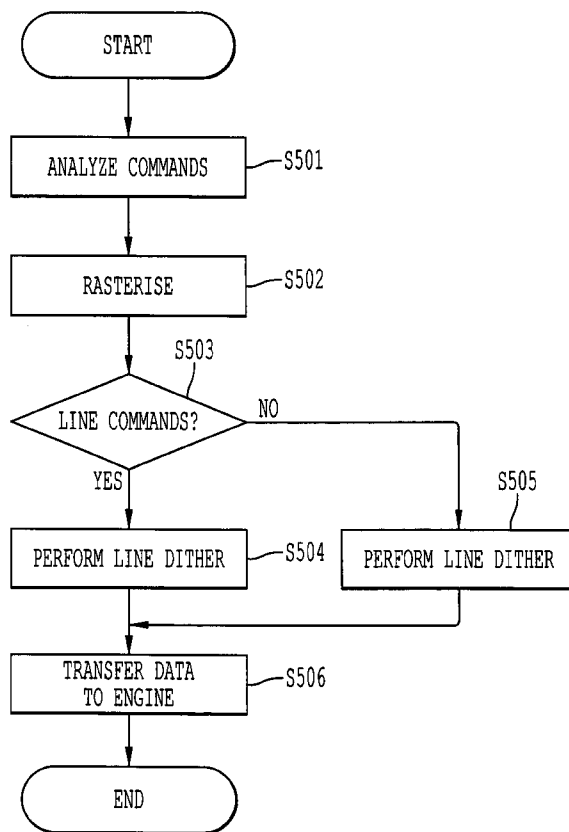 START
ANALYZE COMMANDS
S501
RASTERISE
S502
S503
LINE COMMANDS?
NO
YES
S505
PERFORM LINE DITHER
S504
PERFORM LINE DITHER
TRANSFER DATA
TO ENGINE
S506
END